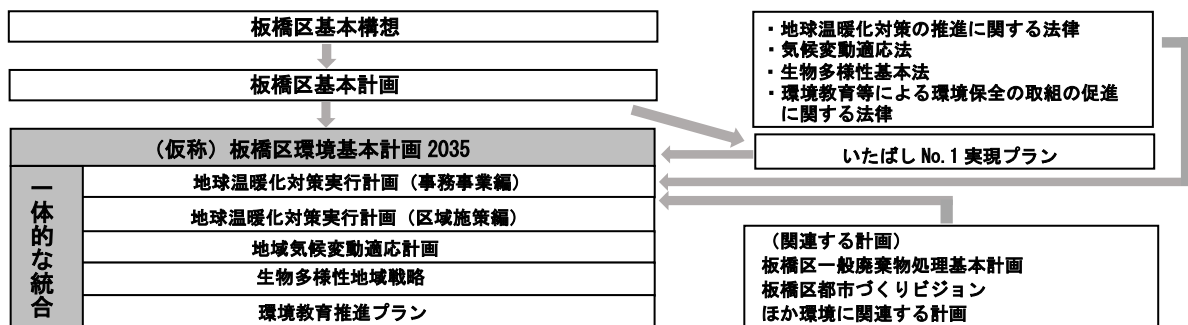 板橋区基本構想
板橋区基本計画
(仮称)板橋区環境基本計画 2035
一体的な統合
地球温暖化対策実行計画(事務事業編)
地球温暖化対策実行計画(区域施策編)
地域気候変動適応計画
生物多様性地域戦略
環境教育推進プラン
・地球温暖化対策の推進に関する法律
・気候変動適応法
・生物多様性基本法
・環境教育等による環境保全の取組の促進
に関する法律
いたばし No.1 実現プラン
(関連する計画)
板橋区一般廃棄物処理基本計画
板橋区都市づくりビジョン
ほか環境に関連する計画